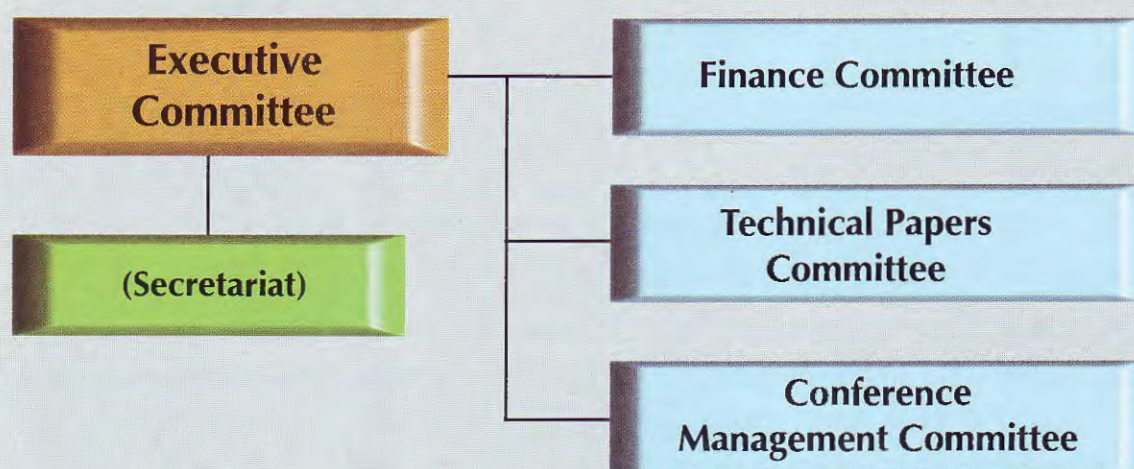 Executive
Committee
(Secretariat)
Finance Committee
Technical Papers
Committee
Conference
Management Committee